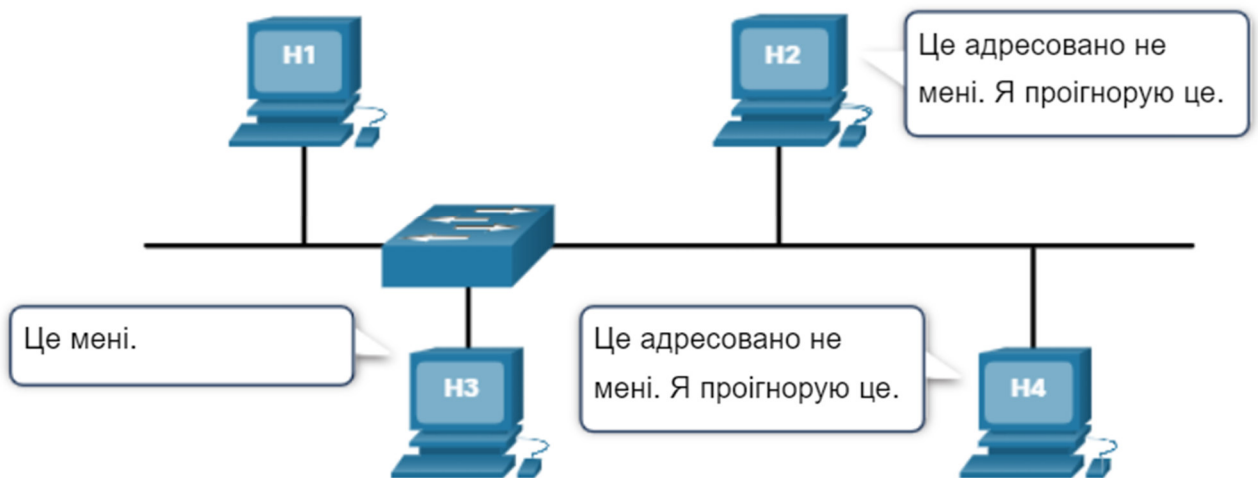 H1
H2
Це адресовано не
мені. Я проігнорую це.
Це мені.
H3
Це адресовано не
мені. Я проігнорую це.
H4